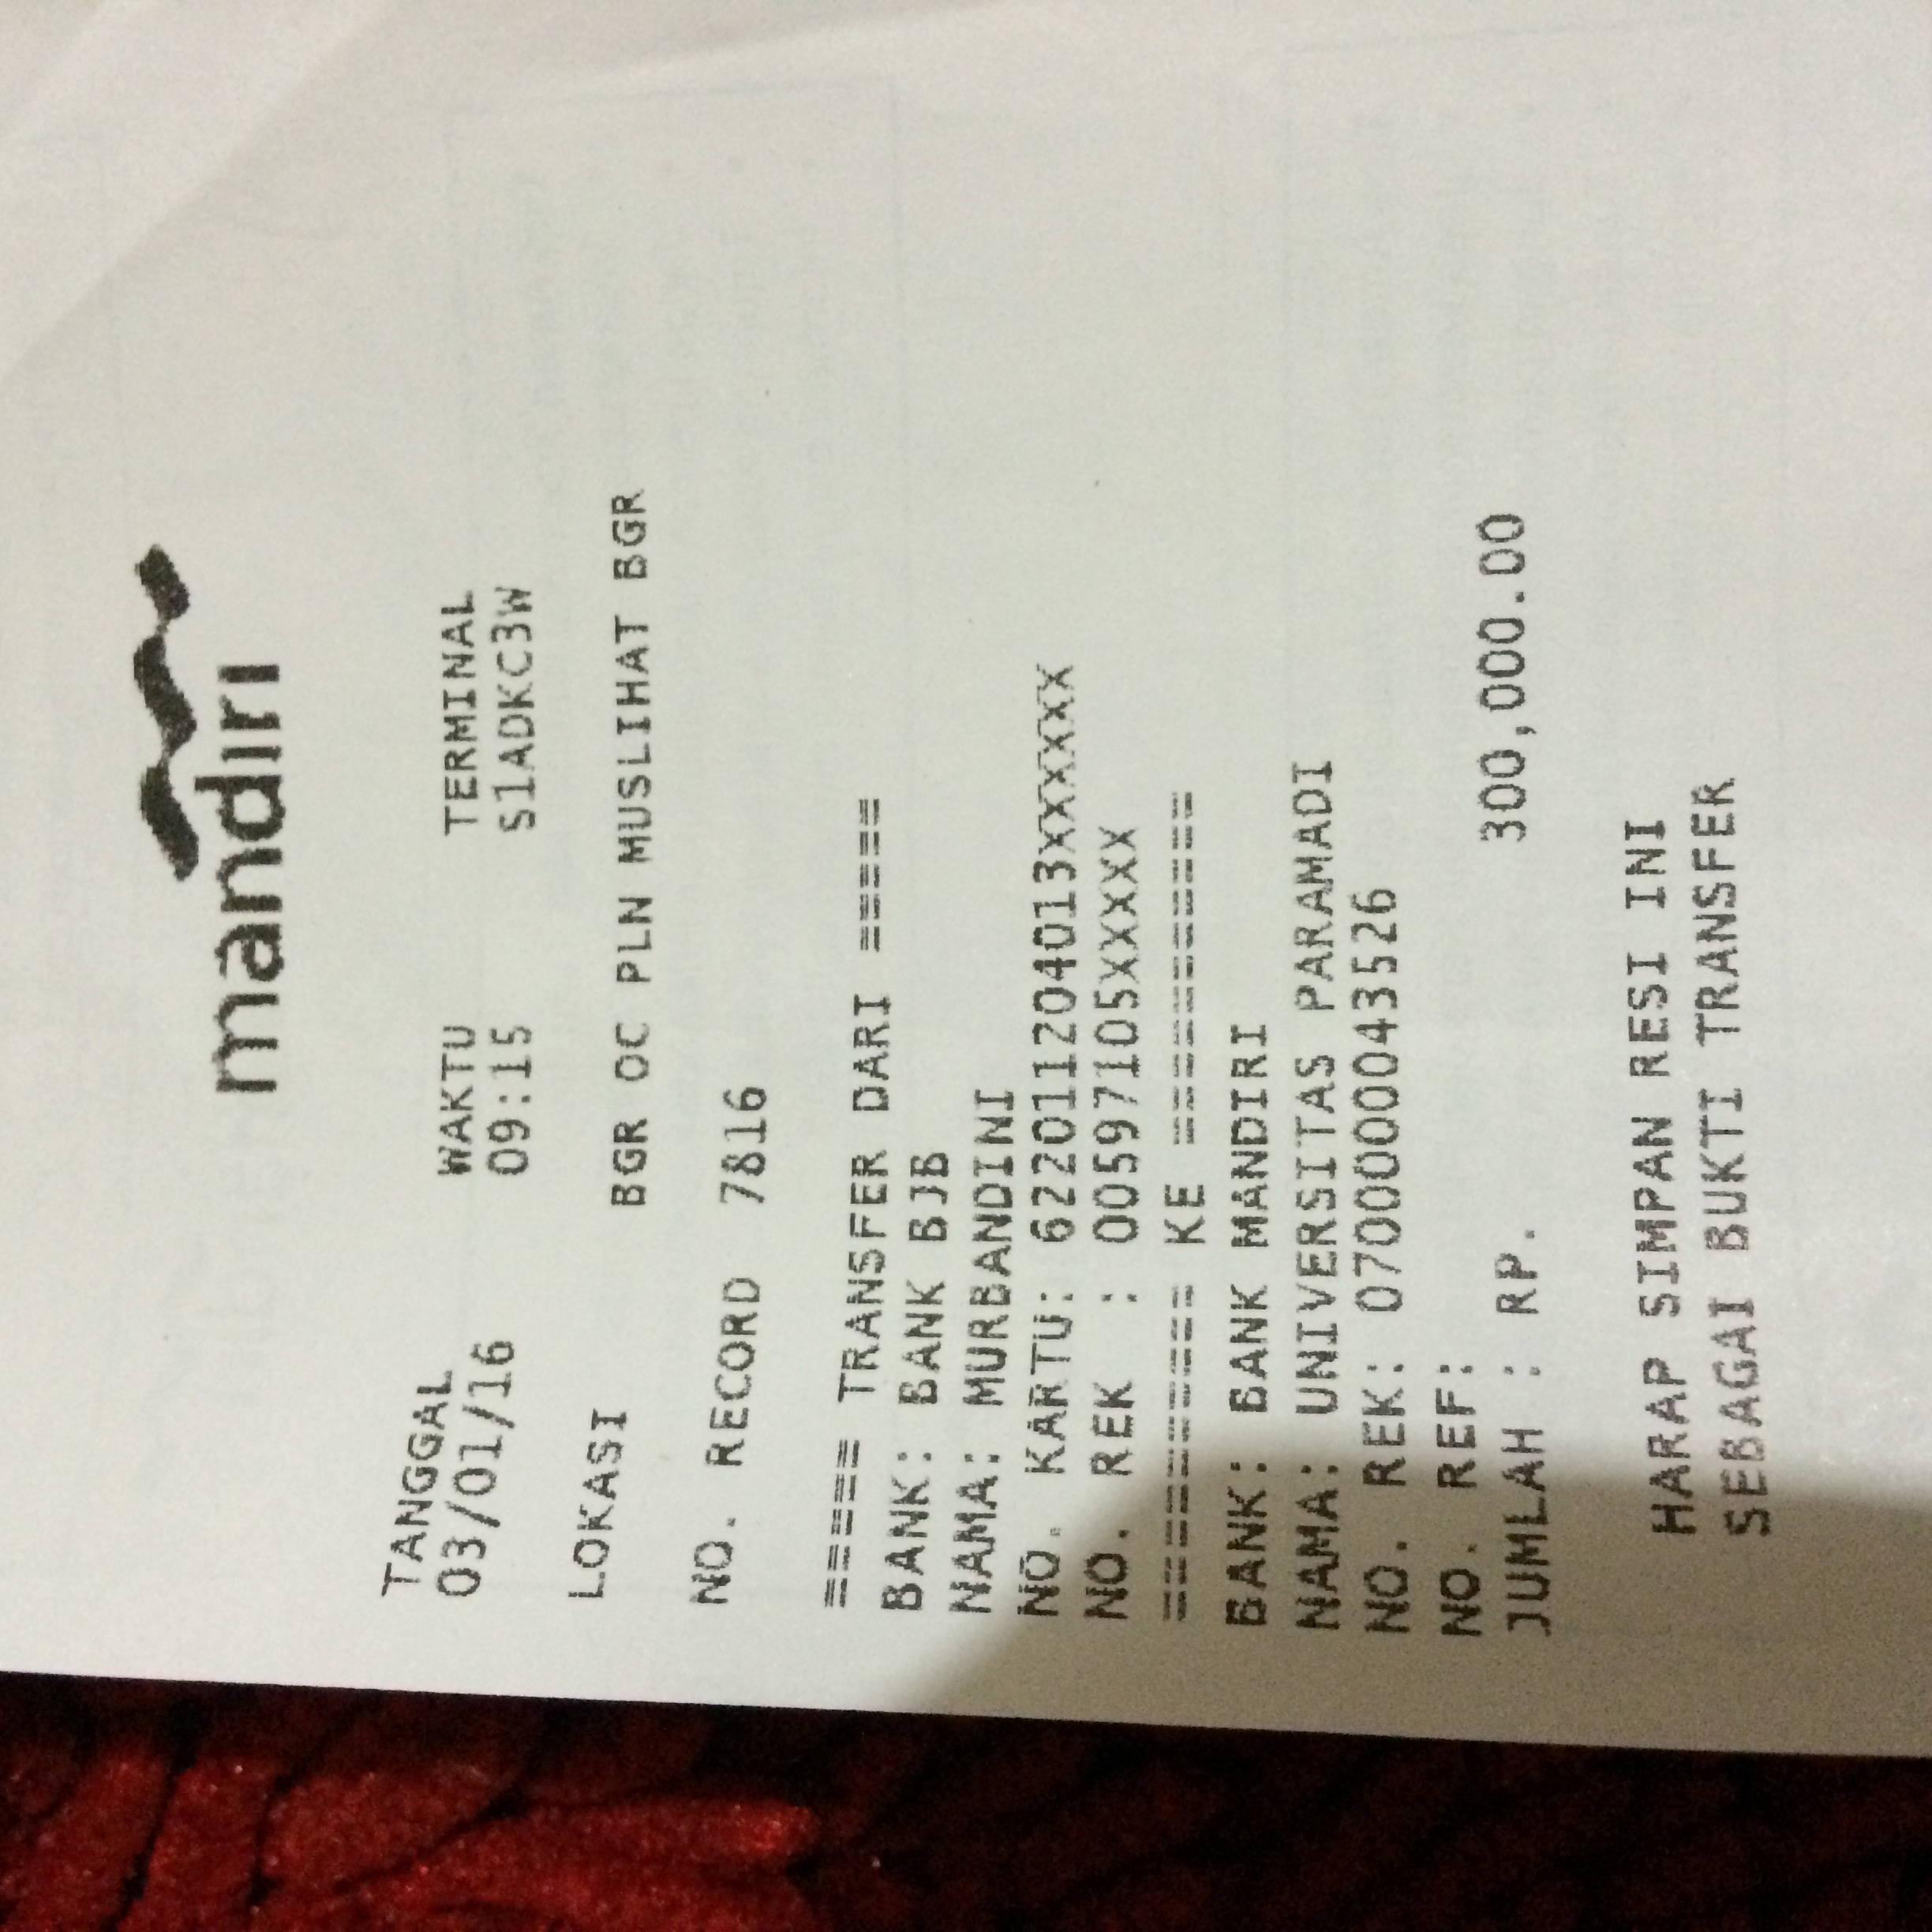 mandiri
TANGGAL WAKTU TERMINAL
03/01/16 09:15 S1ADKC3W
LOKASI BGR OC PLN MUSLIHAT BGR
NO. RECORD 7816
===== TRANSFER DARI =====
BANK: BANK BJB
NAMA: MURBANDINI
NO. KARTU: 622011204013XXXXXX
NO. REK : 00597105XXXXX
========== KE ===========
BANK: BANK MANDIRI
NAMA: UNIVERSITAS PARAMADI
NO. REK: 0700000043526
NO. REF:
JUMLAH : RP. 300,000.00
HARAP SIMPAN RESI INI
SEBAGAI BUKTI TRANSFER